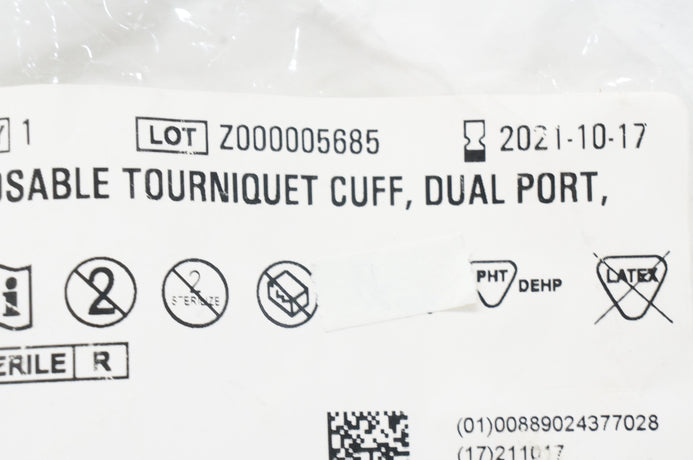 1 LOT Z000005685 2021-10-17
OSABLE TOURNIQUET CUFF, DUAL PORT,
2 2 STERILIZE PHT DEHP LATEX
ERILE R
(01)00889024377028
(17)211017